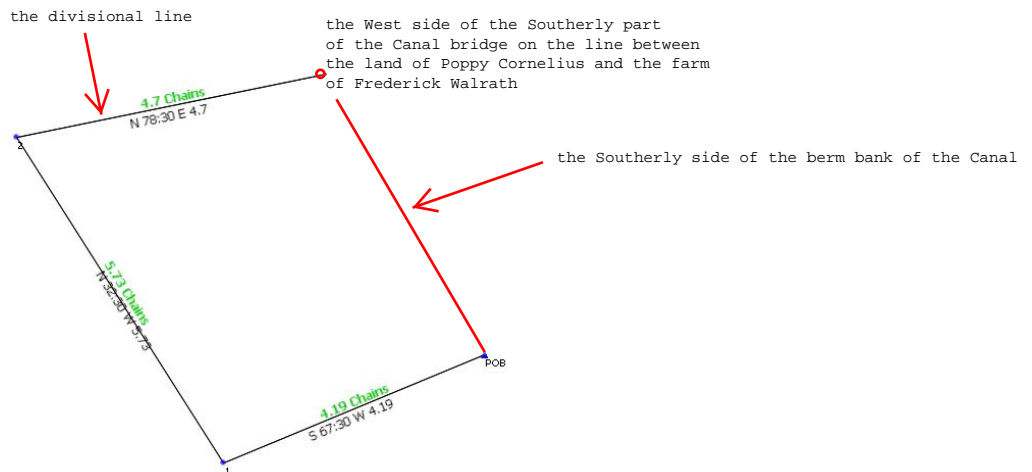 the divisional line
the West side of the Southerly part
of the Canal bridge on the line between
the land of Poppy Cornelius and the farm
of Frederick Walrath
4.7 Chains
N 78:30 E 4.7
the Southerly side of the berm bank of the Canal
2
5.73 Chains
N 32:30 W 5.73
POB
4.19 Chains
S 67:30 W 4.19
1